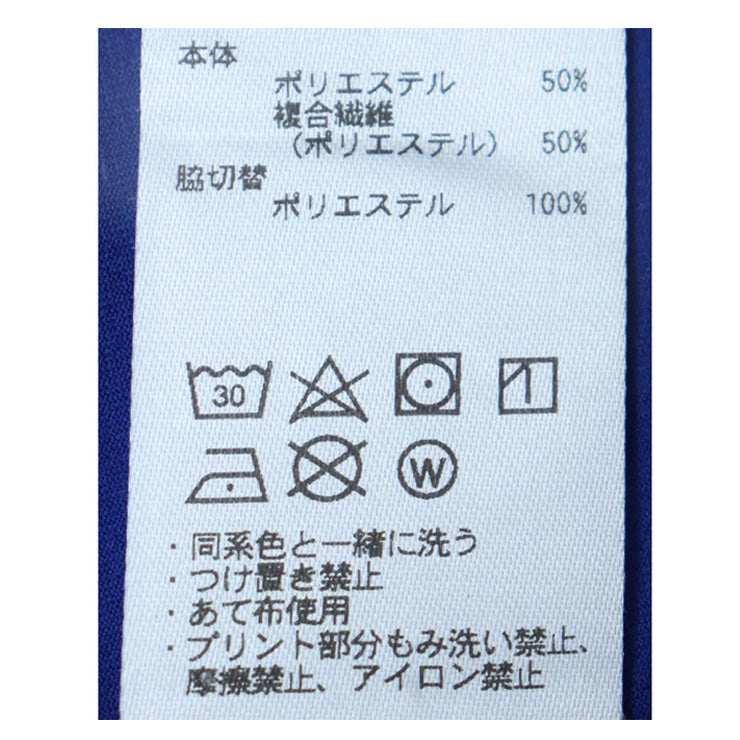 本体
ポリエステル 50%
複合繊維
(ポリエステル) 50%
脇切替
ポリエステル 100%
30
W
・同系色と一緒に洗う
・つけ置き禁止
・あて布使用
・プリント部分もみ洗い禁止、
摩擦禁止、アイロン禁止